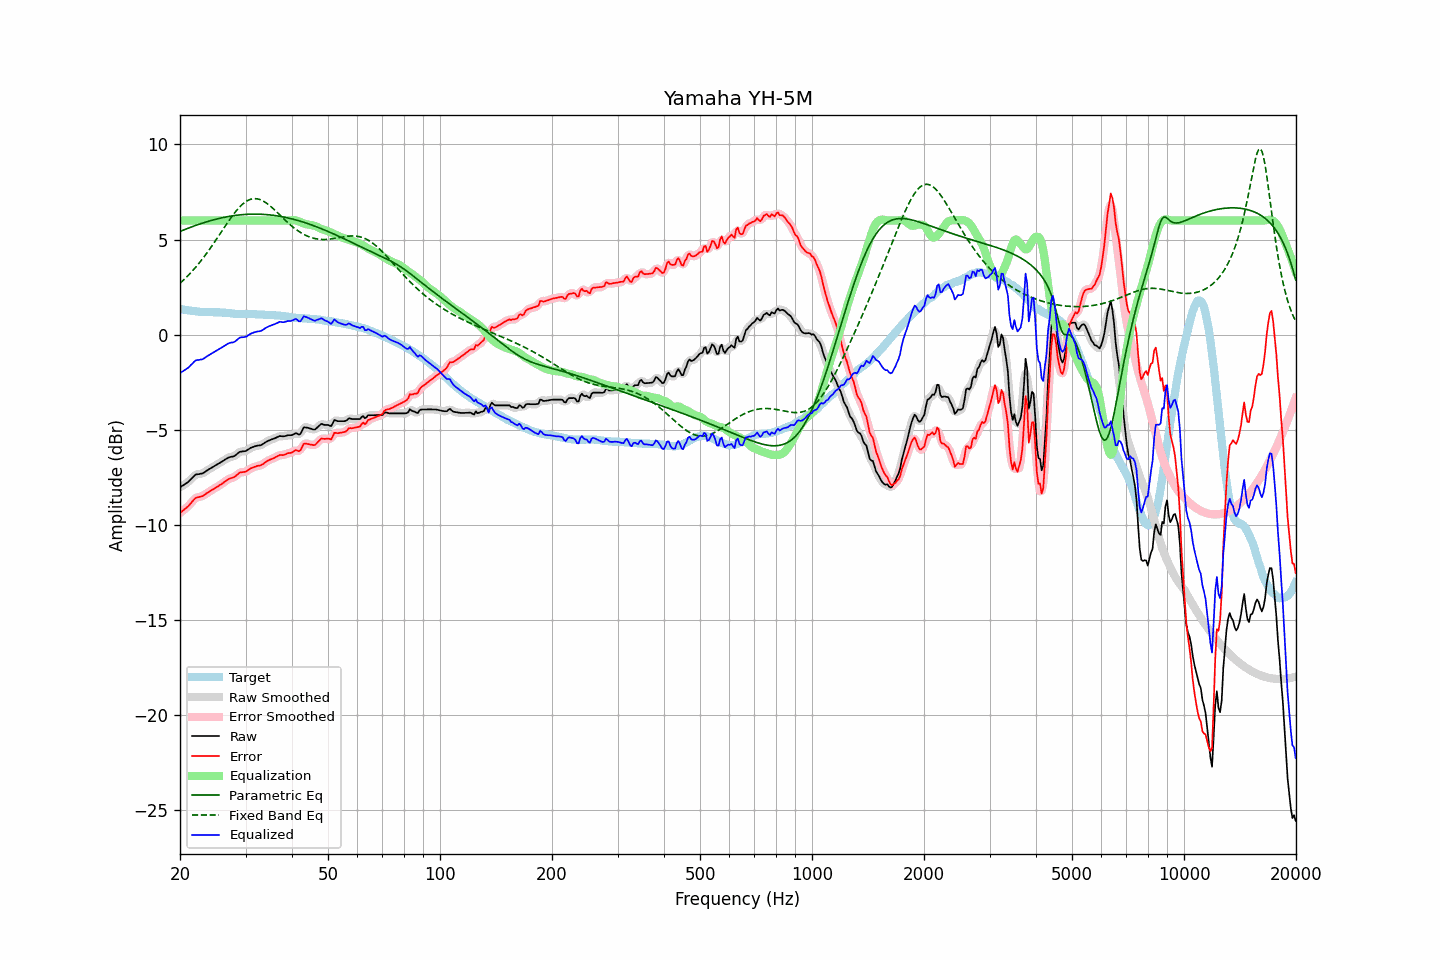 Yamaha YH-5M
Amplitude (dBr)
10
5
0
−5
−10
−15
−20
−25
Target
Raw Smoothed
Error Smoothed
Raw
Error
Equalization
Parametric Eq
Fixed Band Eq
Equalized
20 50 100 200 500 1000 2000 5000 10000 20000
Frequency (Hz)